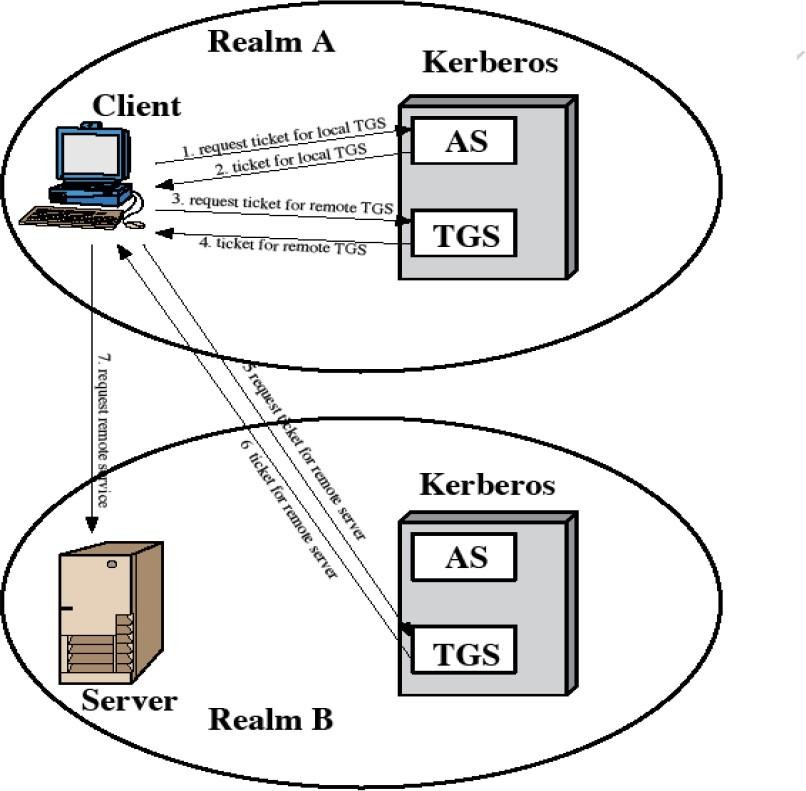 Realm A
Kerberos
Client
1. request ticket for local TGS
AS
2. ticket for local TGS
3. request ticket for remote TGS
TGS
4. ticket for remote TGS
5 request ticket for remote server
7. request remote service
6 ticket for remote server
Kerberos
AS
TGS
Server
Realm B